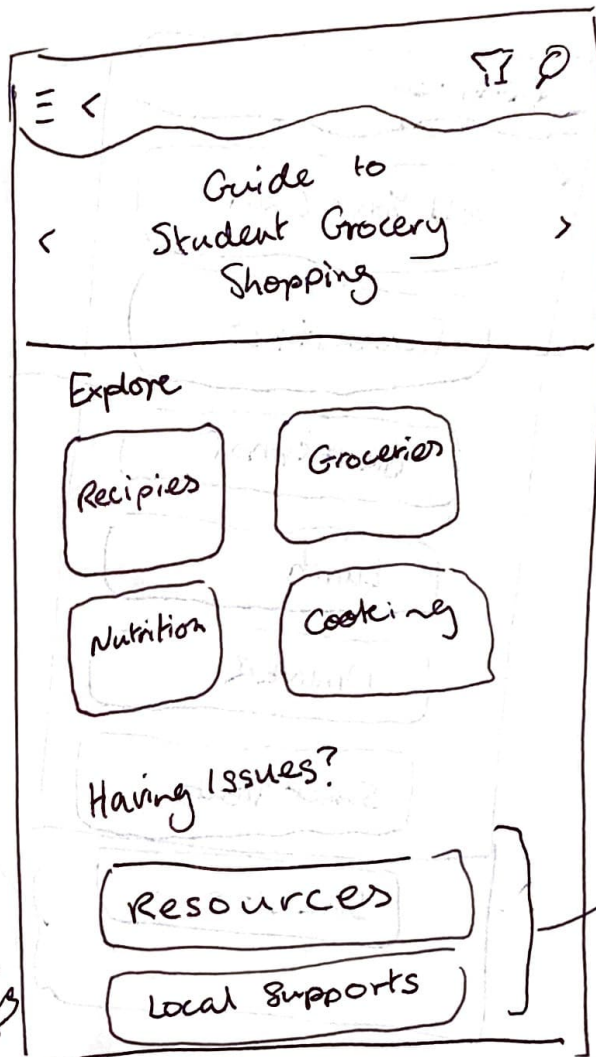 <
< Guide to >
Student Grocery
Shopping
Explore
Recipies Groceries
Nutrition Cooking
Having Issues?
Resources
Local Supports